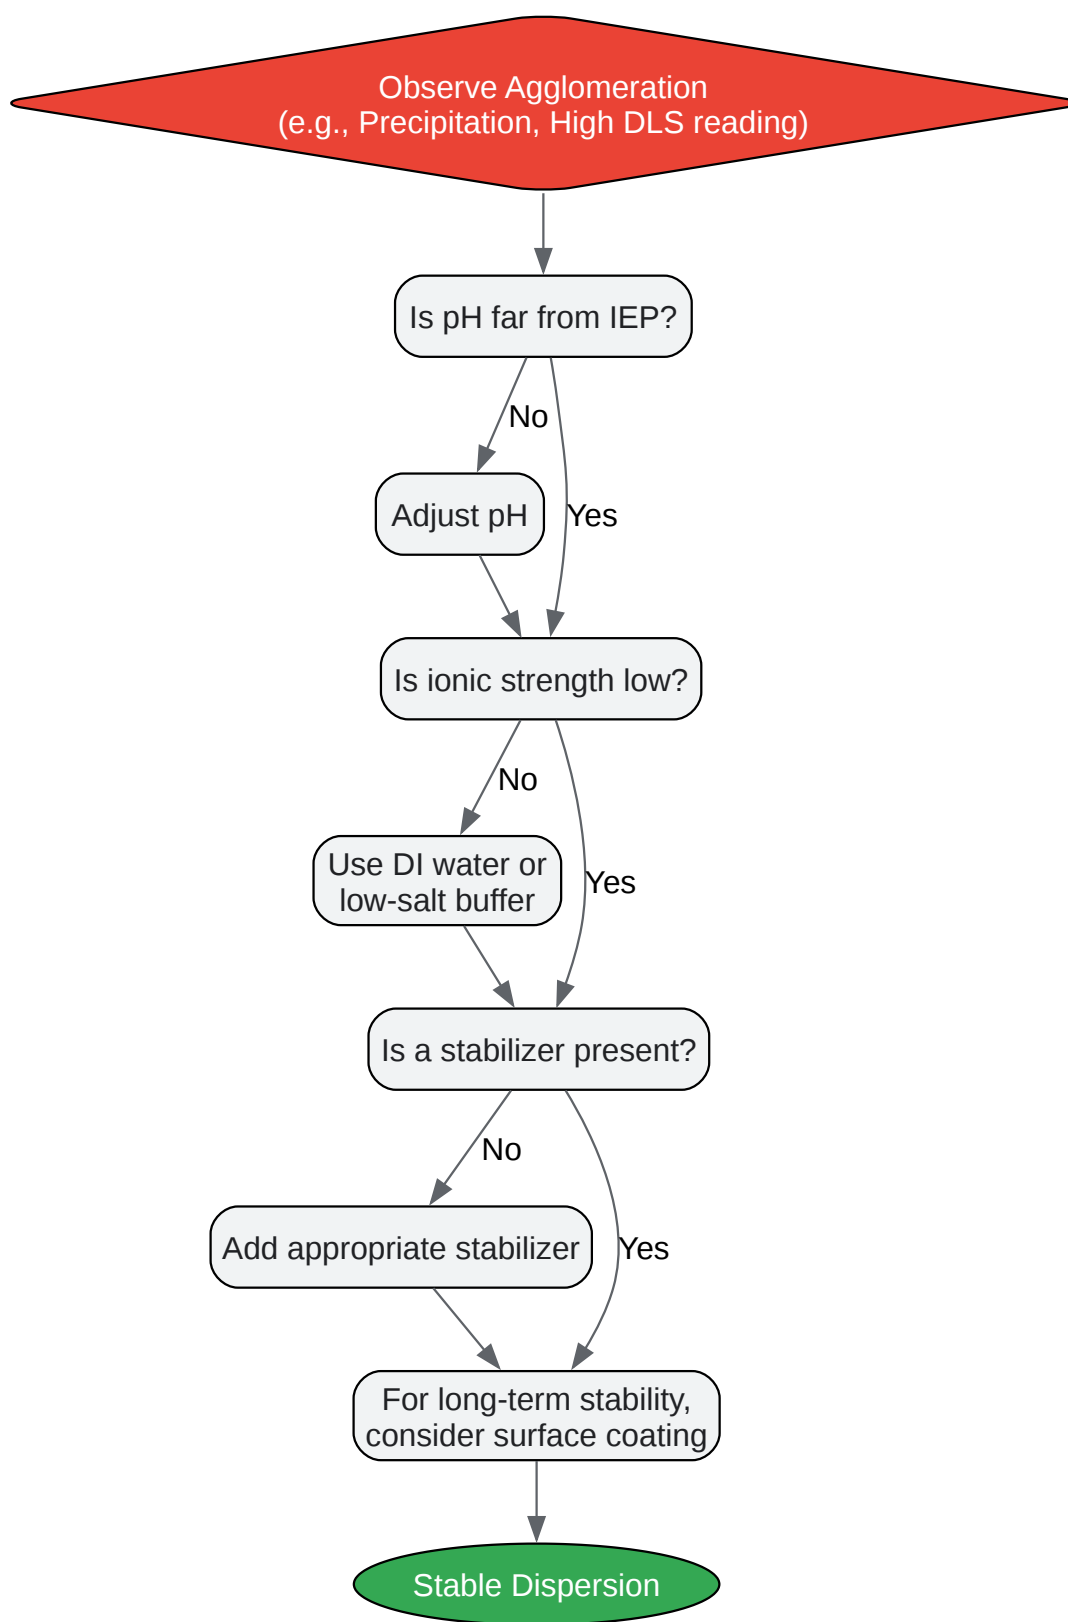 Observe Agglomeration
(e.g., Precipitation, High DLS reading)
Is pH far from IEP?
No
Adjust pH
Yes
Is ionic strength low?
No
Use DI water or
low-salt buffer
Yes
Is a stabilizer present?
No
Add appropriate stabilizer
Yes
For long-term stability,
consider surface coating
Stable Dispersion